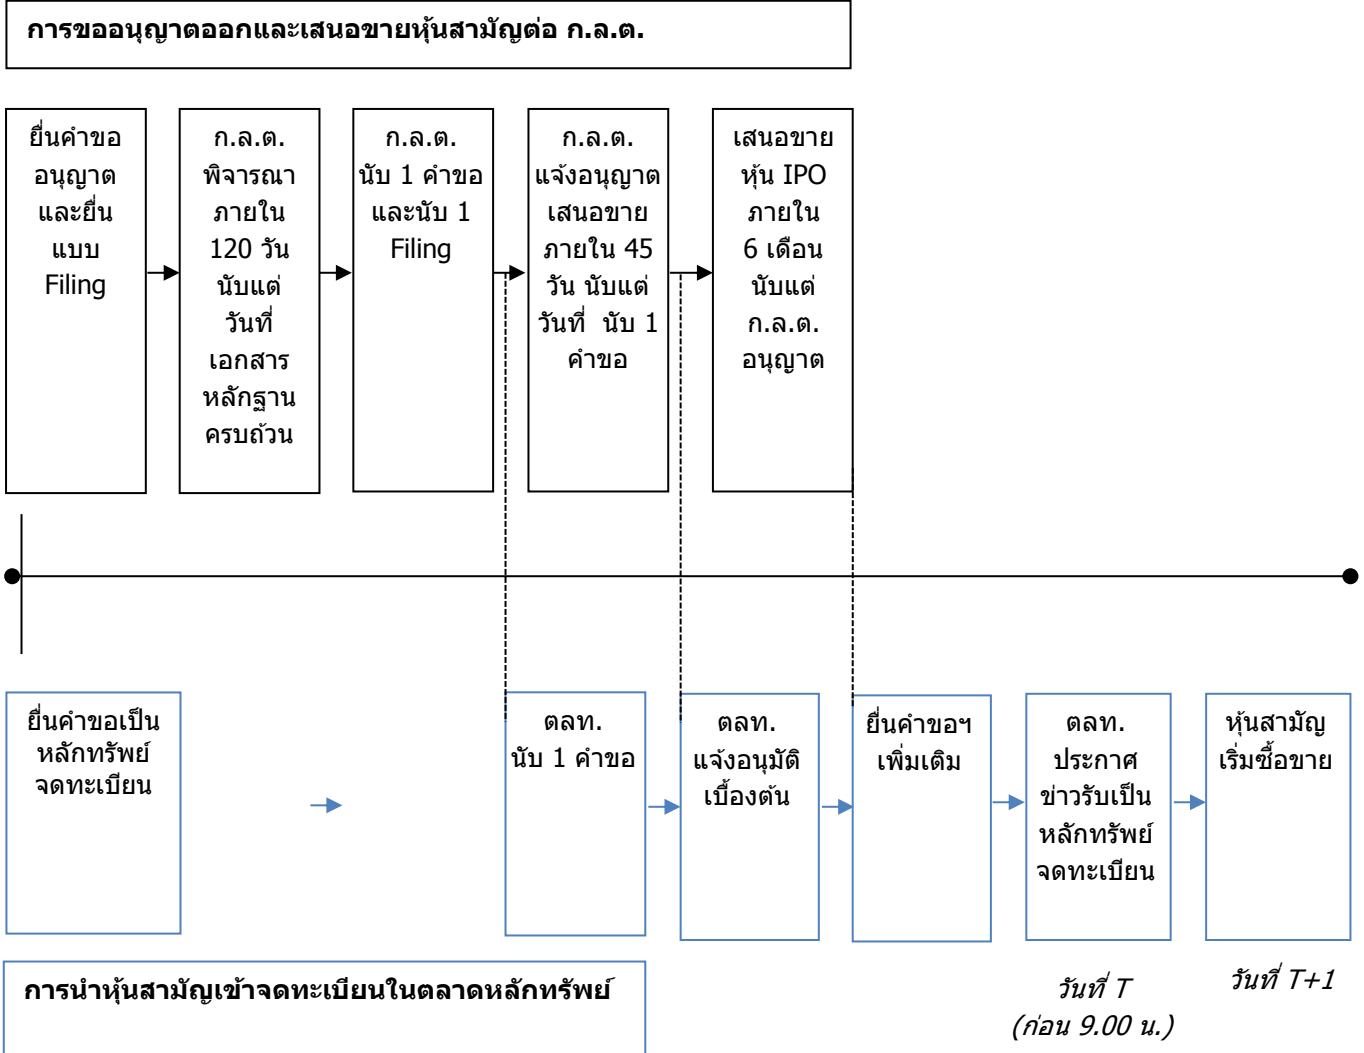 การขออนุญาตออกและเสนอขายหุ้นสามัญต่อ ก.ล.ต.
ยื่นคำขอ
อนุญาต
และยื่น
แบบ
Filing
ก.ล.ต.
พิจารณา
ภายใน
120 วัน
นับแต่
วันที่
เอกสาร
หลักฐาน
ครบถ้วน
ก.ล.ต.
นับ 1 คำขอ
และนับ 1
Filing
ก.ล.ต.
แจ้งอนุญาต
เสนอขาย
ภายใน 45
วัน นับแต่
วันที่ นับ 1
คำขอ
เสนอขาย
หุ้น IPO
ภายใน
6 เดือน
นับแต่
ก.ล.ต.
อนุญาต
ยื่นคำขอเป็น
หลักทรัพย์
จดทะเบียน
ตลท.
นับ 1 คำขอ
ตลท.
แจ้งอนุมัติ
เบื้องต้น
ยื่นคำขอฯ
เพิ่มเติม
ตลท.
ประกาศ
ข่าวรับเป็น
หลักทรัพย์
จดทะเบียน
หุ้นสามัญ
เริ่มซื้อขาย
การนำหุ้นสามัญเข้าจดทะเบียนในตลาดหลักทรัพย์
วันที่ T
(ก่อน 9.00 น.)
วันที่ T+1